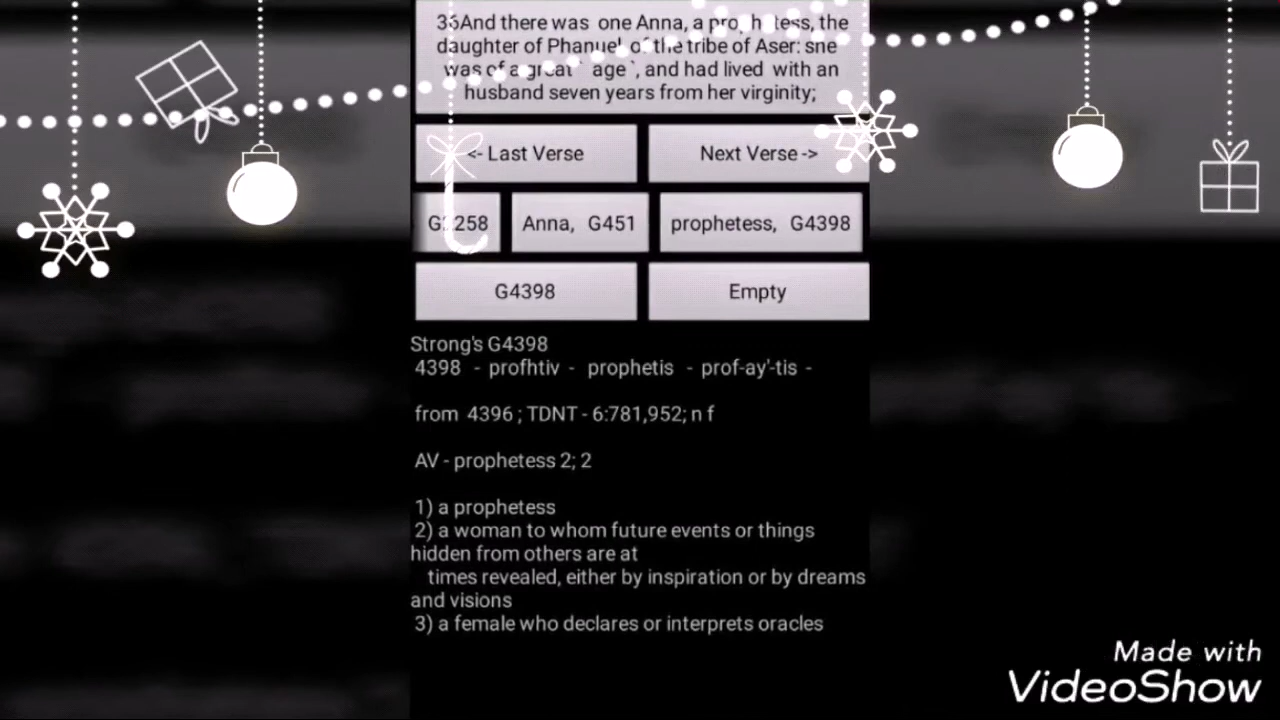 36And there was one Anna, a prophetess, the
daughter of Phanuel, of the tribe of Aser: she
was of a great ` age `, and had lived with an
husband seven years from her virginity;
<- Last Verse
Next Verse ->
G2258
Anna, G451
prophetess, G4398
G4398
Empty
Strong's G4398
4398 - profhtiv - prophetis - prof-ay'-tis -
from 4396 ; TDNT - 6:781,952; n f
AV - prophetess 2; 2
1) a prophetess
2) a woman to whom future events or things
hidden from others are at
times revealed, either by inspiration or by dreams
and visions
3) a female who declares or interprets oracles
Made with
VideoShow